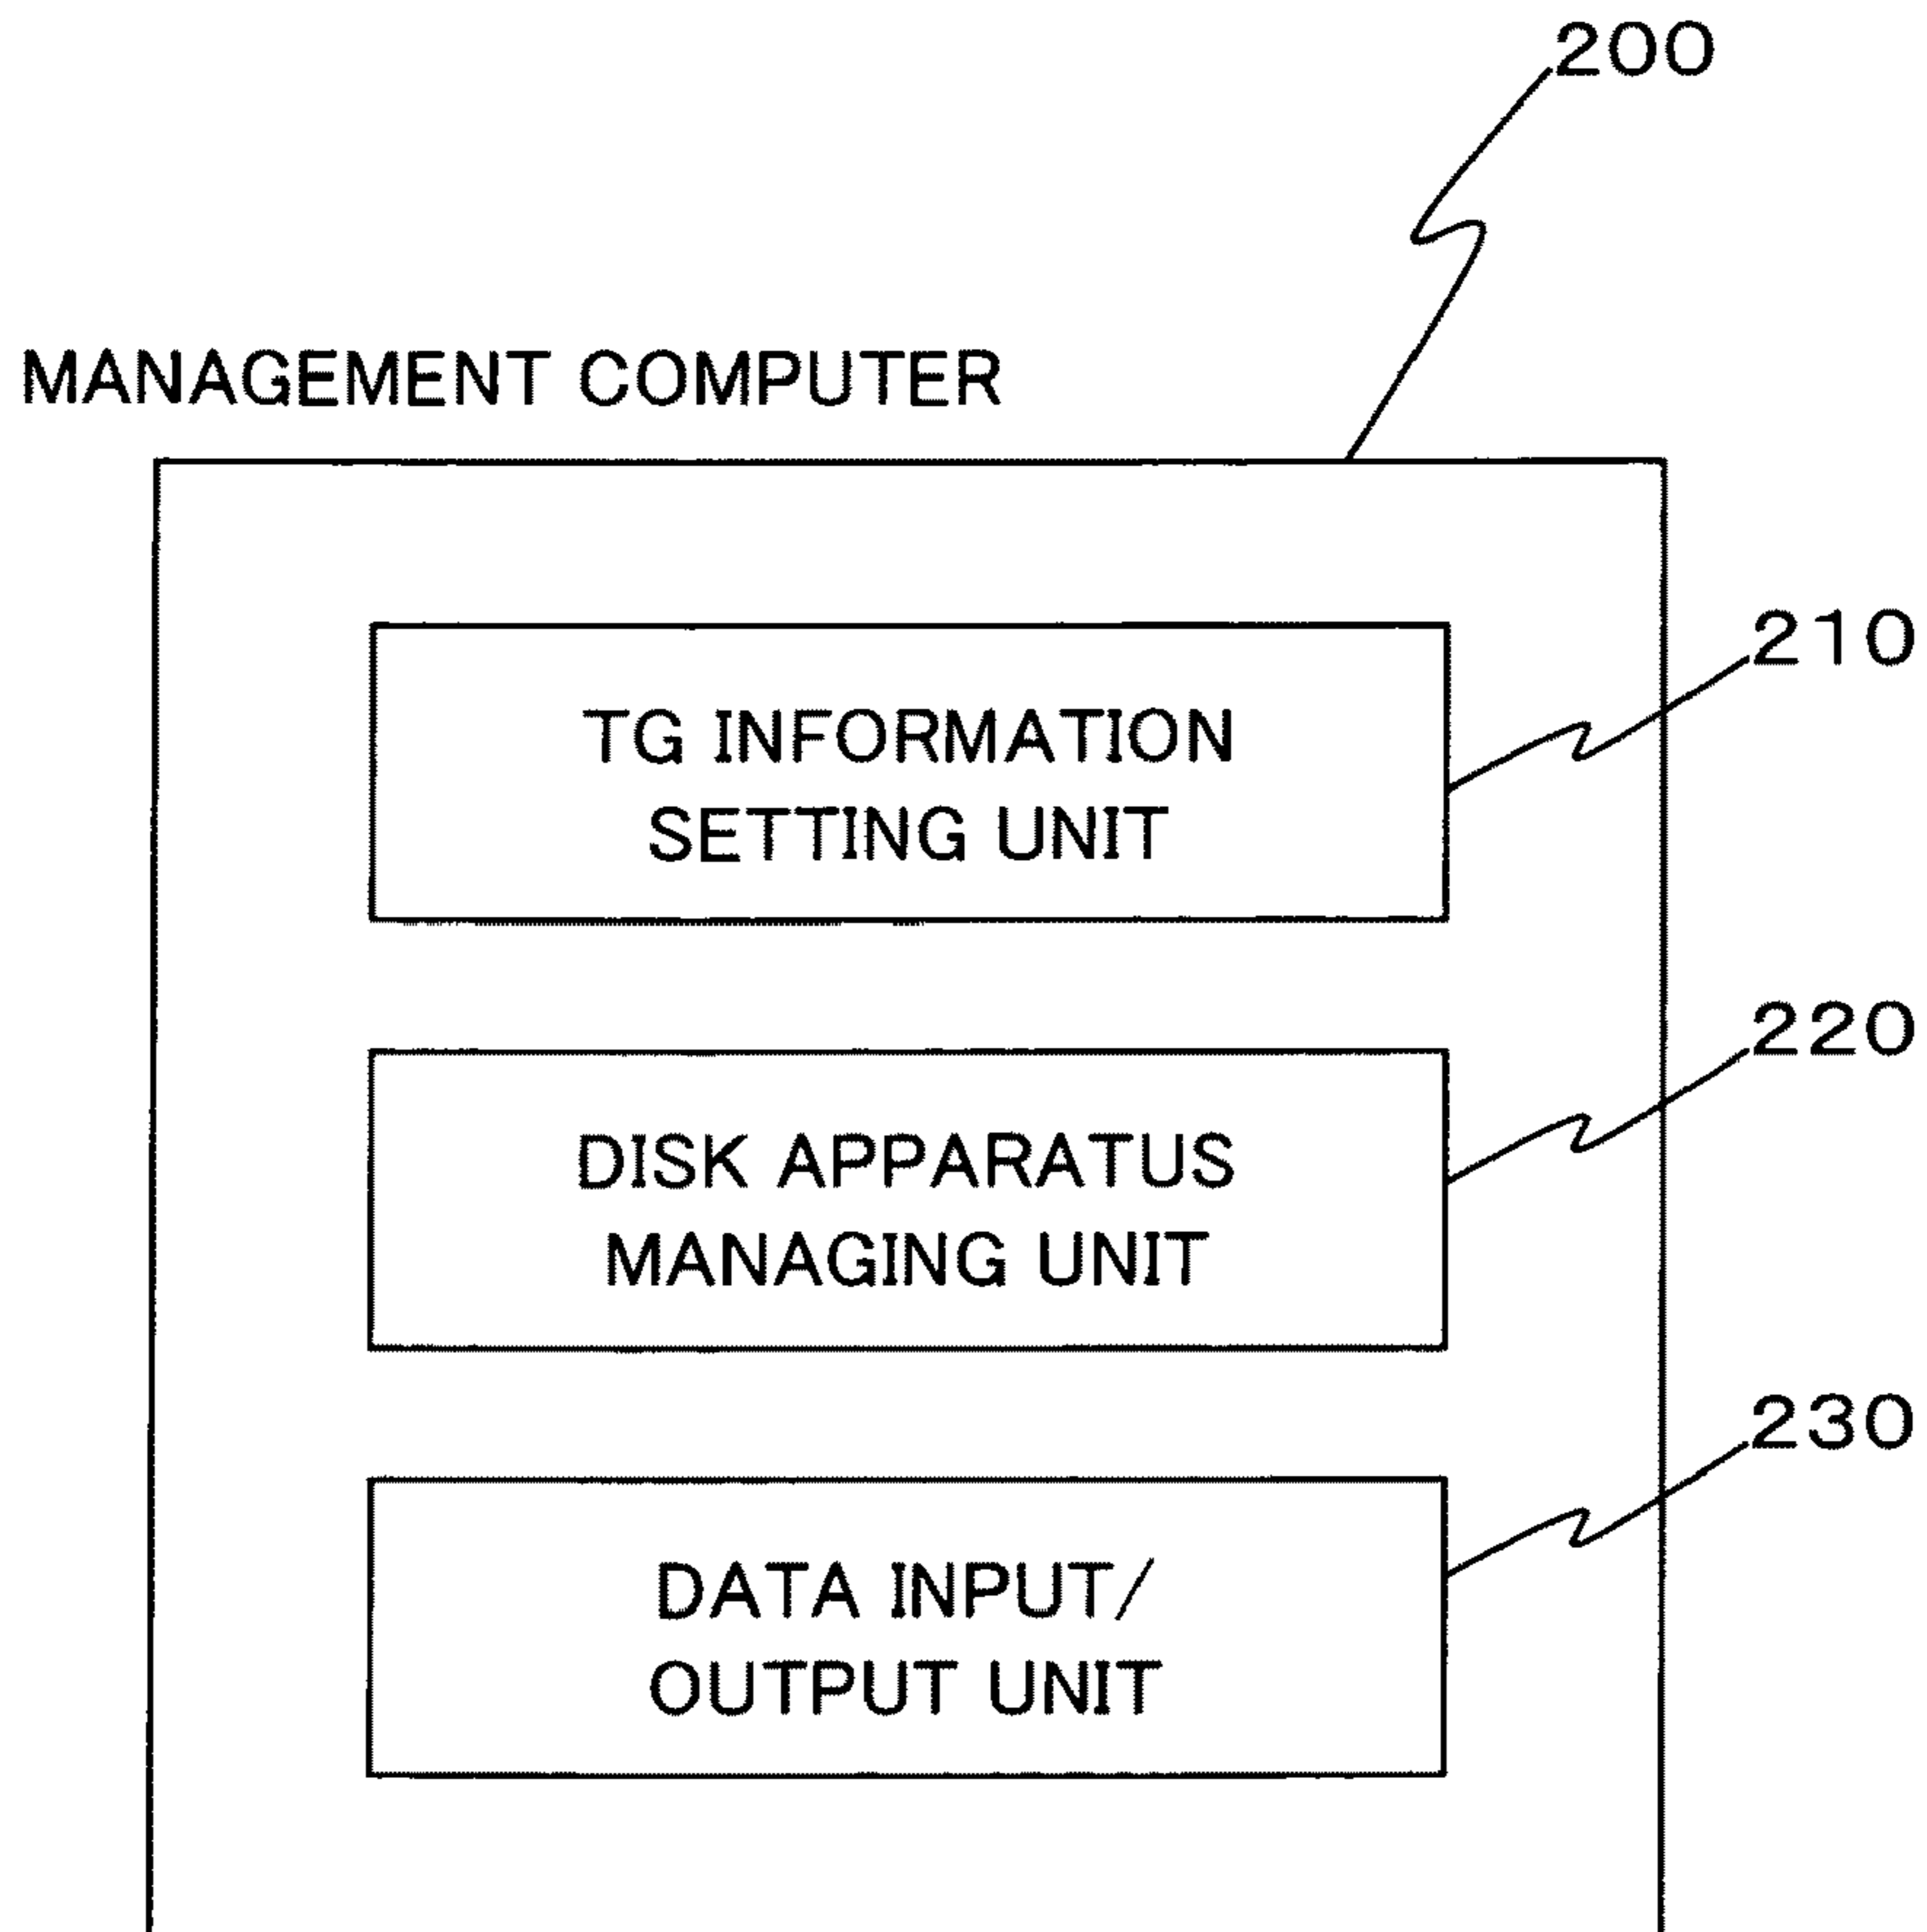 200
MANAGEMENT COMPUTER
210
TG INFORMATION
SETTING UNIT
220
DISK APPARATUS
MANAGING UNIT
230
DATA INPUT/
OUTPUT UNIT